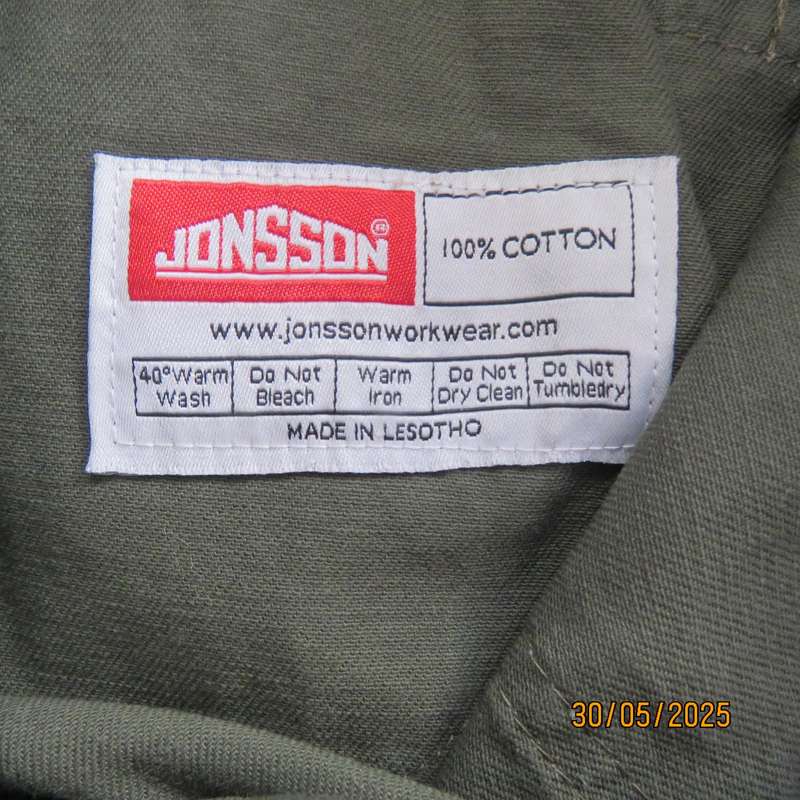 JONSSON®
100% COTTON
www.jonssonworkwear.com
40° Warm Wash
Do Not Bleach
Warm Iron
Do Not Dry Clean
Do Not Tumbledry
MADE IN LESOTHO
30/05/2025